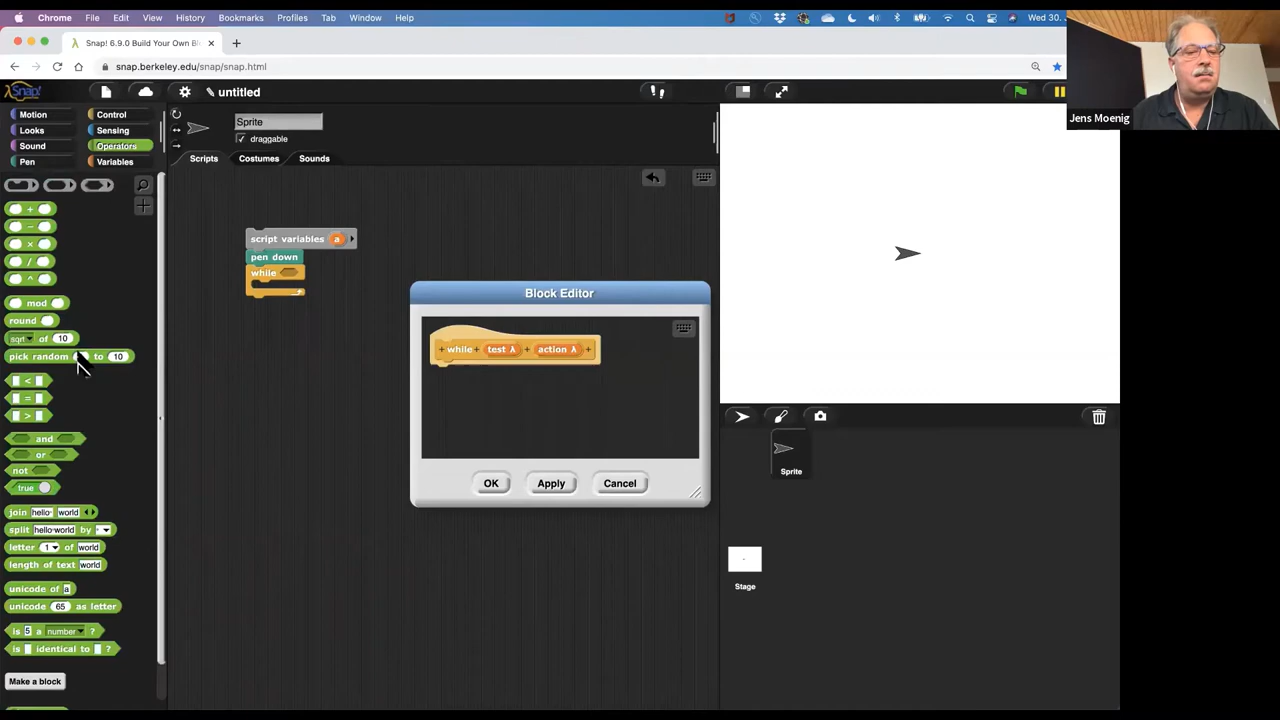 Chrome File Edit View History Bookmarks Profiles Tab Window Help Wed 30.
Snap! 6.9.0 Build Your Own Bl
snap.berkeley.edu/snap/snap.html
Snap! untitled
Jens Moenig
Motion Control
Looks Sensing
Sound Operators
Pen Variables
Sprite
draggable
Scripts Costumes Sounds
+
−
×
/
^
mod
round
sqrt of 10
pick random to 10
<
=
>
and
or
not
true
join hello world
split hello world by
letter 1 of world
length of text world
unicode of a
unicode 65 as letter
is 5 a number ?
is identical to ?
Make a block
script variables a
pen down
while
Block Editor
+ while + test λ + action λ +
OK Apply Cancel
Sprite
Stage